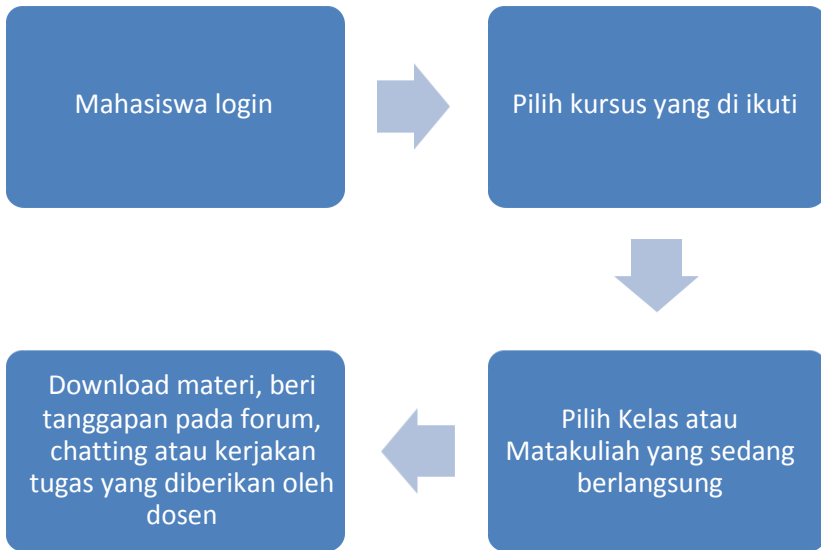 Mahasiswa login
Pilih kursus yang di ikuti
Pilih Kelas atau
Matakuliah yang sedang
berlangsung
Download materi, beri
tanggapan pada forum,
chatting atau kerjakan
tugas yang diberikan oleh
dosen